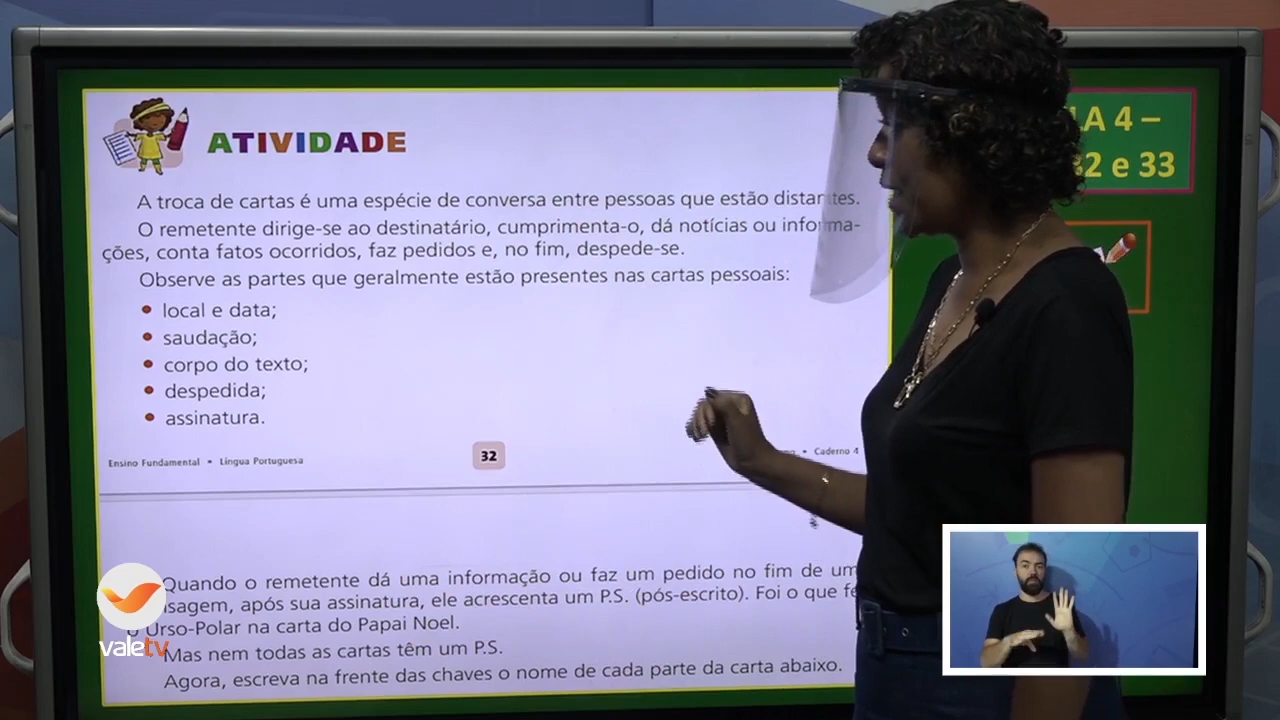 ATIVIDADE
A troca de cartas é uma espécie de conversa entre pessoas que estão distantes.
O remetente dirige-se ao destinatário, cumprimenta-o, dá notícias ou informa-
ções, conta fatos ocorridos, faz pedidos e, no fim, despede-se.
Observe as partes que geralmente estão presentes nas cartas pessoais:
• local e data;
• saudação;
• corpo do texto;
• despedida;
• assinatura.
Ensino Fundamental • Língua Portuguesa
32
• Caderno 4
Quando o remetente dá uma informação ou faz um pedido no fim de um
após sua assinatura, ele acrescenta um P.S. (pós-escrito). Foi o que
o Urso-Polar na carta do Papai Noel.
Mas nem todas as cartas têm um P.S.
Agora, escreva na frente das chaves o nome de cada parte da carta abaixo.
4 –
e 33
valetv